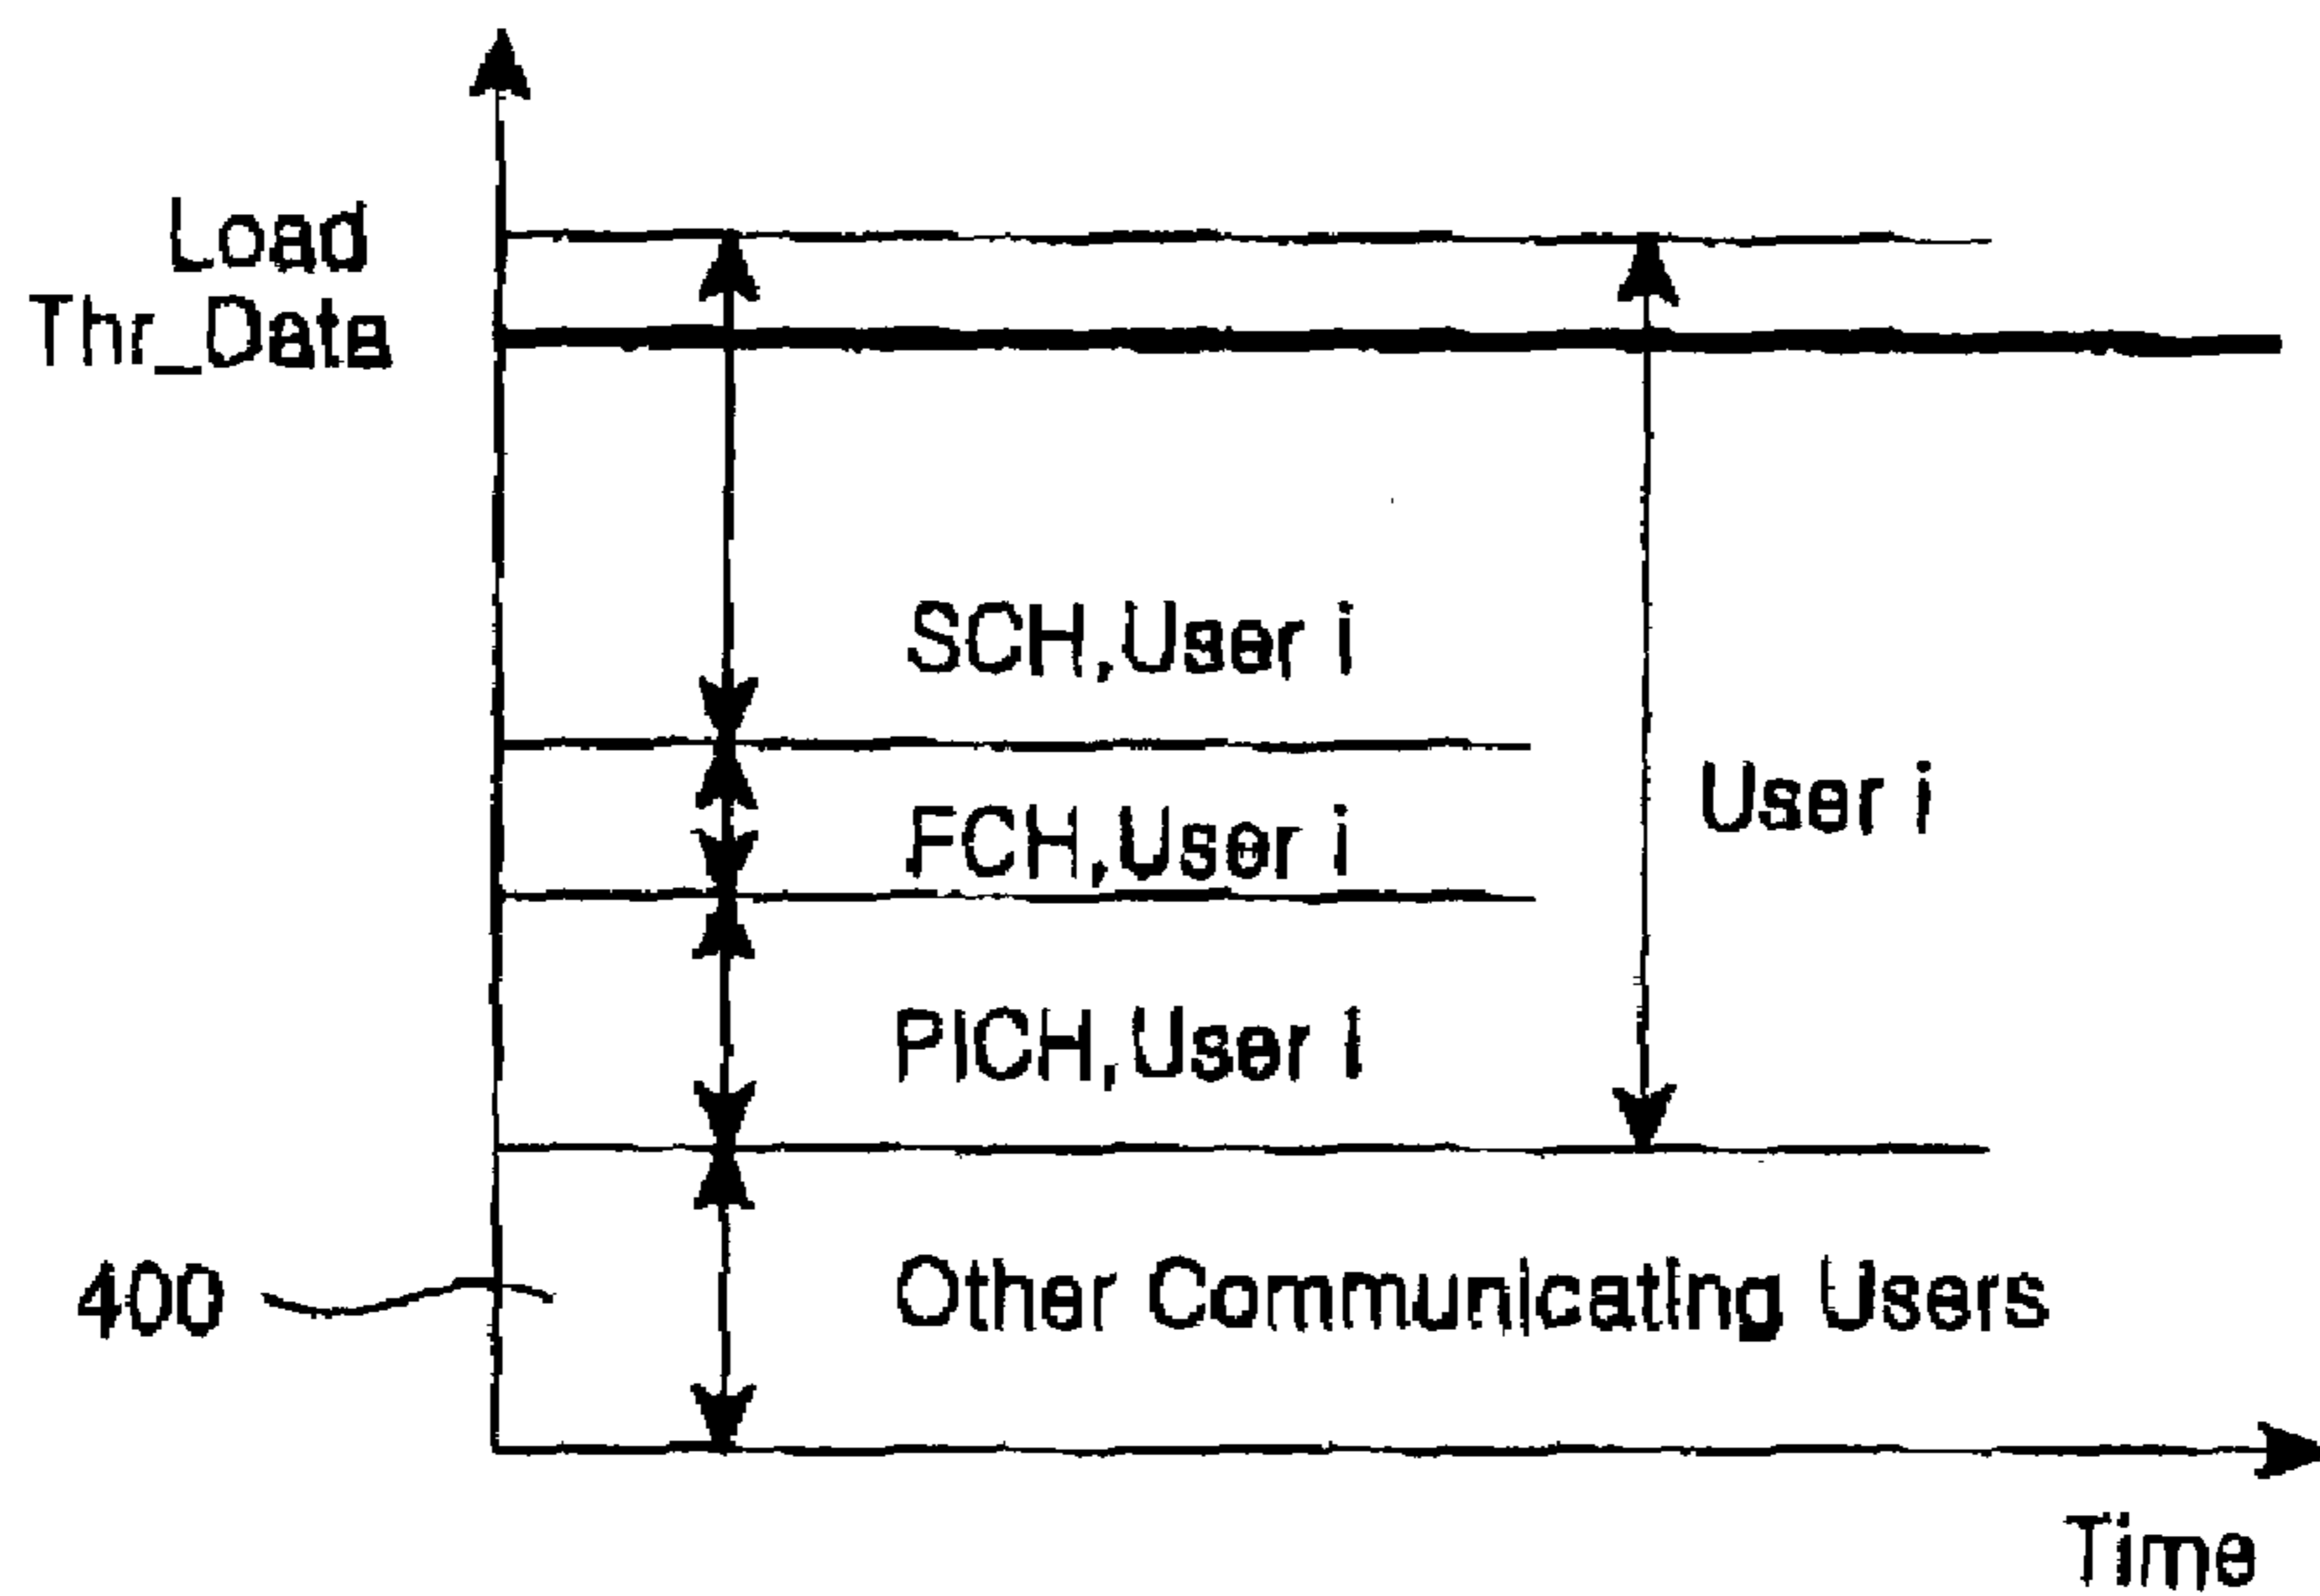 Load
Thr_Data
SCH,User i
FCH,User i
User i
PICH,User i
400
Other Communicating Users
Time